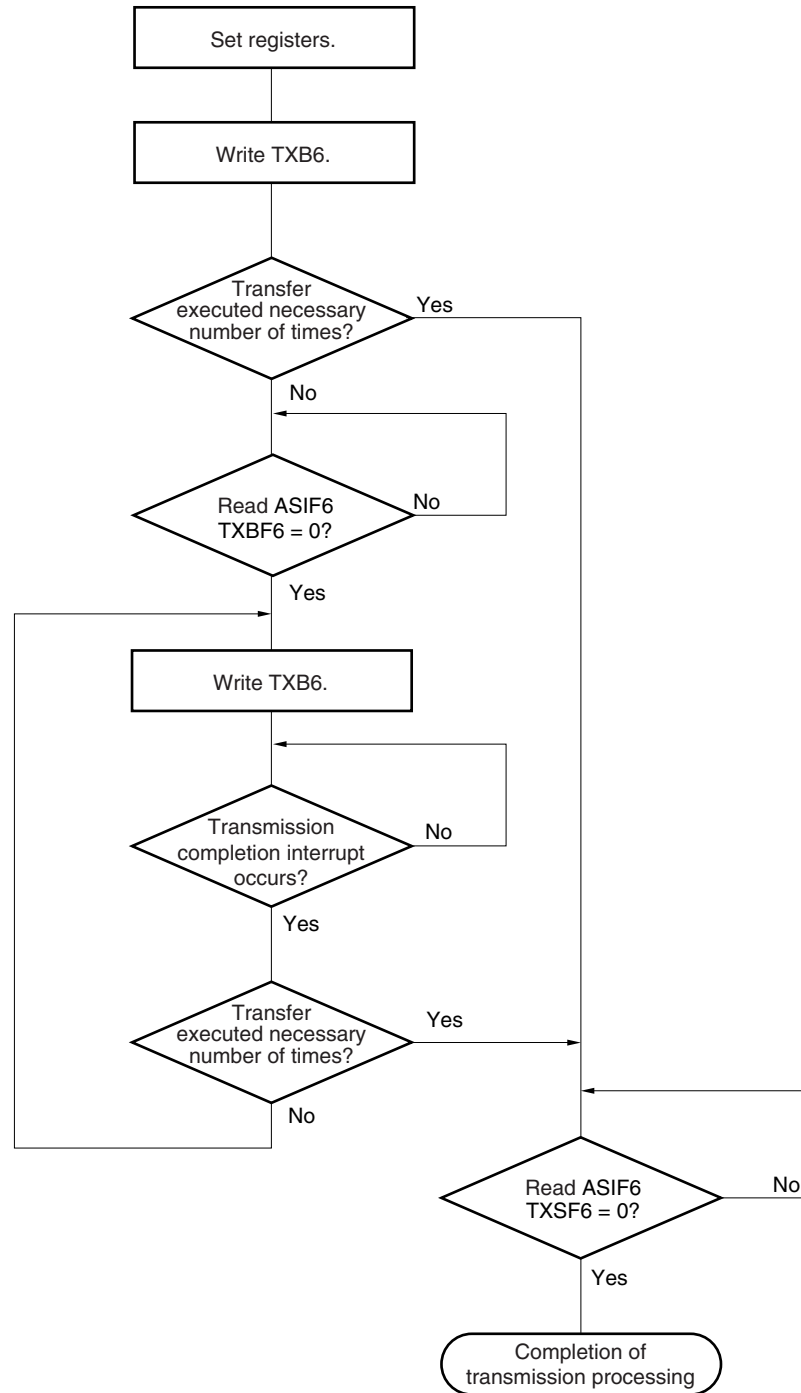 Set registers.
Write TXB6.
Transfer
executed necessary
number of times?
Yes
No
Read ASIF6
TXBF6 = 0?
No
Yes
Write TXB6.
Transmission
completion interrupt
occurs?
No
Yes
Transfer
executed necessary
number of times?
Yes
No
Read ASIF6
TXSF6 = 0?
No
Yes
Completion of
transmission processing